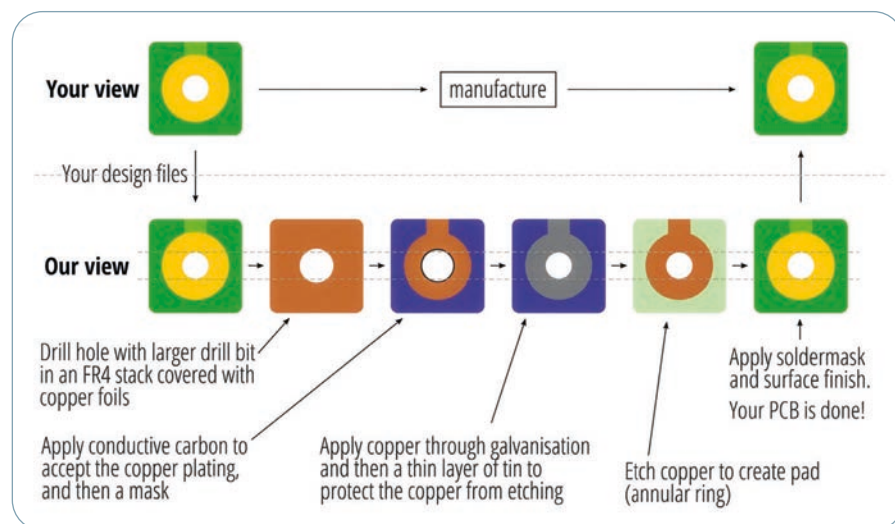 Your view
manufacture
Your design files
Our view
Drill hole with larger drill bit
in an FR4 stack covered with
copper foils
Apply conductive carbon to
accept the copper plating,
and then a mask
Apply copper through galvanisation
and then a thin layer of tin to
protect the copper from etching
Etch copper to create pad
(annular ring)
Apply soldermask
and surface finish.
Your PCB is done!